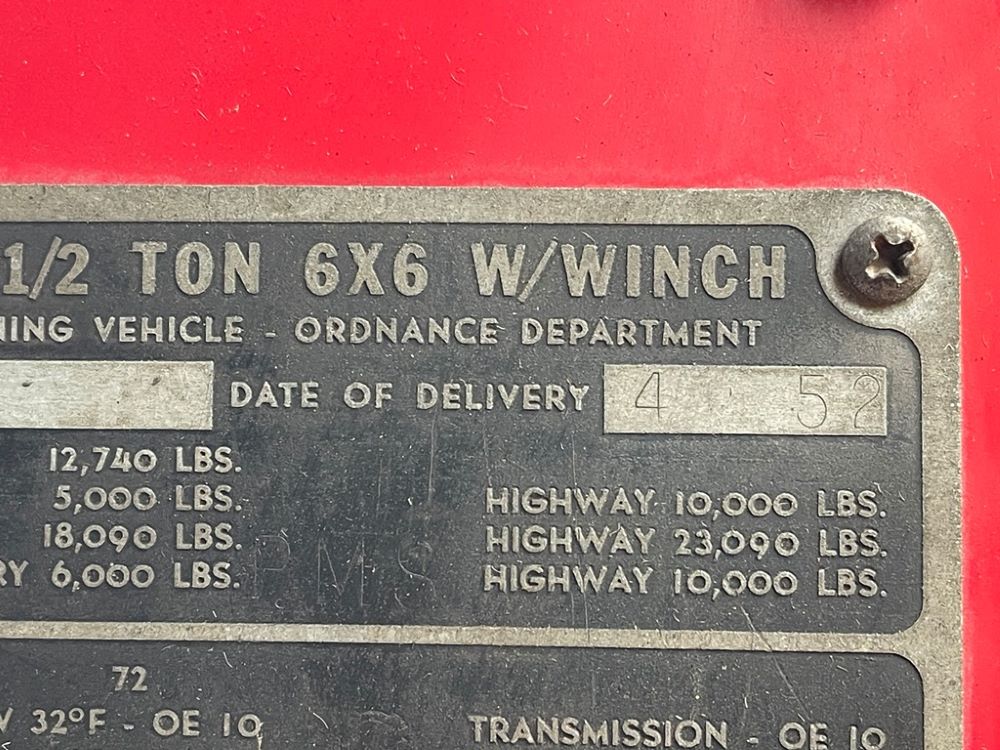 1/2 TON 6X6 W/WINCH
NING VEHICLE - ORDNANCE DEPARTMENT
DATE OF DELIVERY 4 52
12,740 LBS.
5,000 LBS. HIGHWAY 10,000 LBS.
18,090 LBS. HIGHWAY 23,090 LBS.
RY 6,000 LBS. PMS HIGHWAY 10,000 LBS.
72
W 32°F - OE 10 TRANSMISSION - OE 10